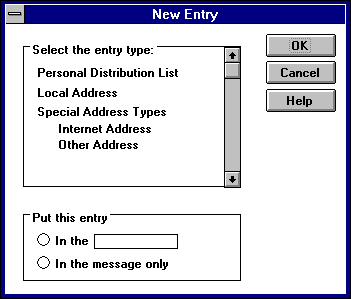 New Entry
Select the entry type:
Personal Distribution List
Local Address
Special Address Types
Internet Address
Other Address
OK
Cancel
Help
Put this entry
In the
In the message only